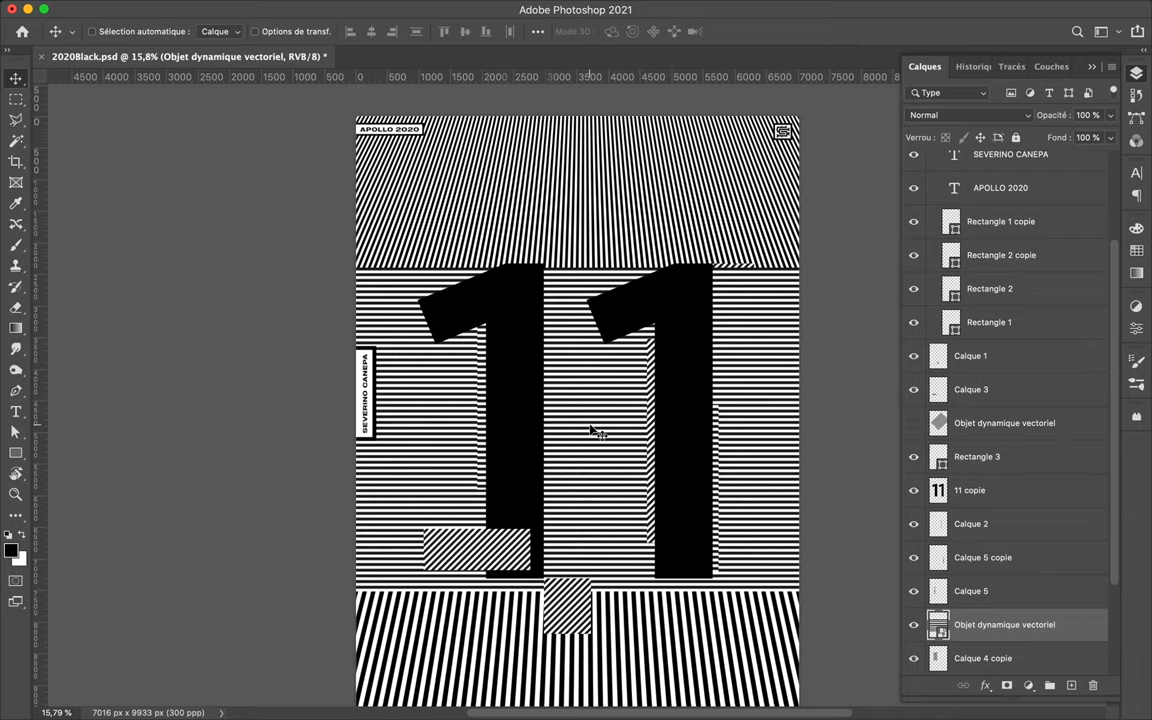 Adobe Photoshop 2021
Sélection automatique :
Calque
Options de transf.
Mode 3D :
2020Black.psd @ 15,8% (Objet dynamique vectoriel, RVB/8) *
4500 4000 3500 3000 2500 2000 1500 1000 500 0 500 1000 1500 2000 2500 3000 3500 4000 4500 5000 5500 6000 6500 7000 7500 8000
APOLLO 2020
11
SEVERINO CANEPA
Calques
Historiq
Tracés
Couches
Type
Normal
Opacité : 100 %
Verrou :
Fond : 100 %
SEVERINO CANEPA
APOLLO 2020
Rectangle 1 copie
Rectangle 2 copie
Rectangle 2
Rectangle 1
Calque 1
Calque 3
Objet dynamique vectoriel
Rectangle 3
11 copie
Calque 2
Calque 5 copie
Calque 5
Objet dynamique vectoriel
Calque 4 copie
15,79 %
7016 px x 9933 px (300 ppp)